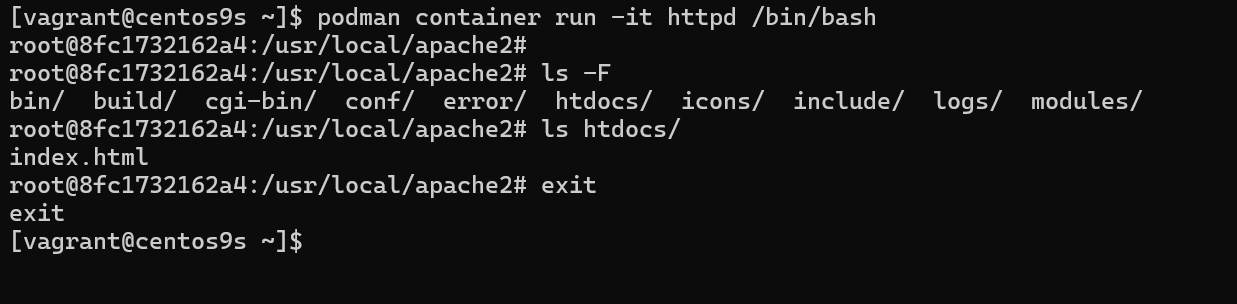 [vagrant@centos9s ~]$ podman container run -it httpd /bin/bash
root@8fc1732162a4:/usr/local/apache2#
root@8fc1732162a4:/usr/local/apache2# ls -F
bin/  build/  cgi-bin/  conf/  error/  htdocs/  icons/  include/  logs/  modules/
root@8fc1732162a4:/usr/local/apache2# ls htdocs/
index.html
root@8fc1732162a4:/usr/local/apache2# exit
exit
[vagrant@centos9s ~]$